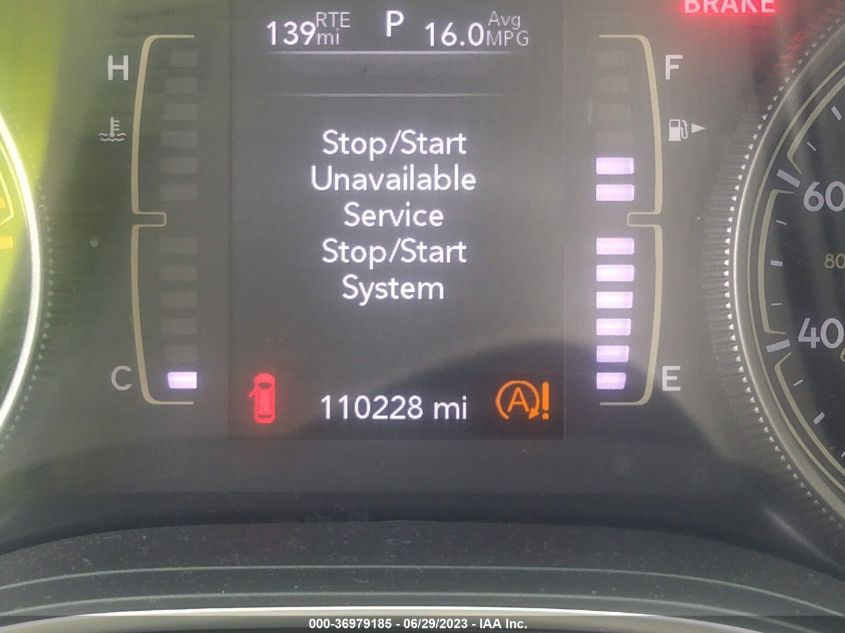 BRAKE
139 RTE mi P 16.0 Avg MPG
H F
Stop/Start
Unavailable
Service
Stop/Start
System
60
80
40
C E
110228 mi A!
000-36979185 - 06/29/2023 - IAA Inc.